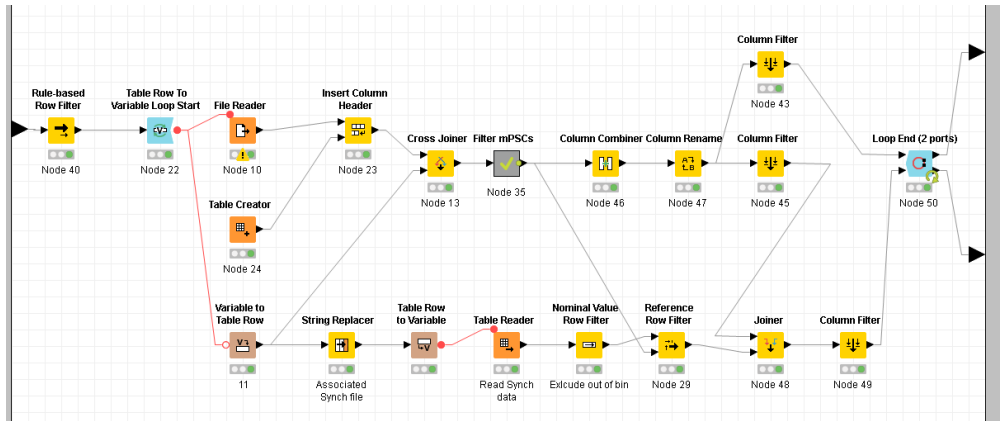 Column Filter
Node 43
Rule-based
Row Filter
Node 40
Table Row To
Variable Loop Start
Node 22
File Reader
Node 10
Insert Column
Header
Node 23
Cross Joiner
Node 13
Filter mPSCs
Node 35
Column Combiner
Node 46
Column Rename
Node 47
Column Filter
Node 45
Loop End (2 ports)
Node 50
Table Creator
Node 24
Variable to
Table Row
11
String Replacer
Associated
Synch file
Table Row
to Variable
Table Reader
Read Synch
data
Nominal Value
Row Filter
Exlcude out of bin
Reference
Row Filter
Node 29
Joiner
Node 48
Column Filter
Node 49